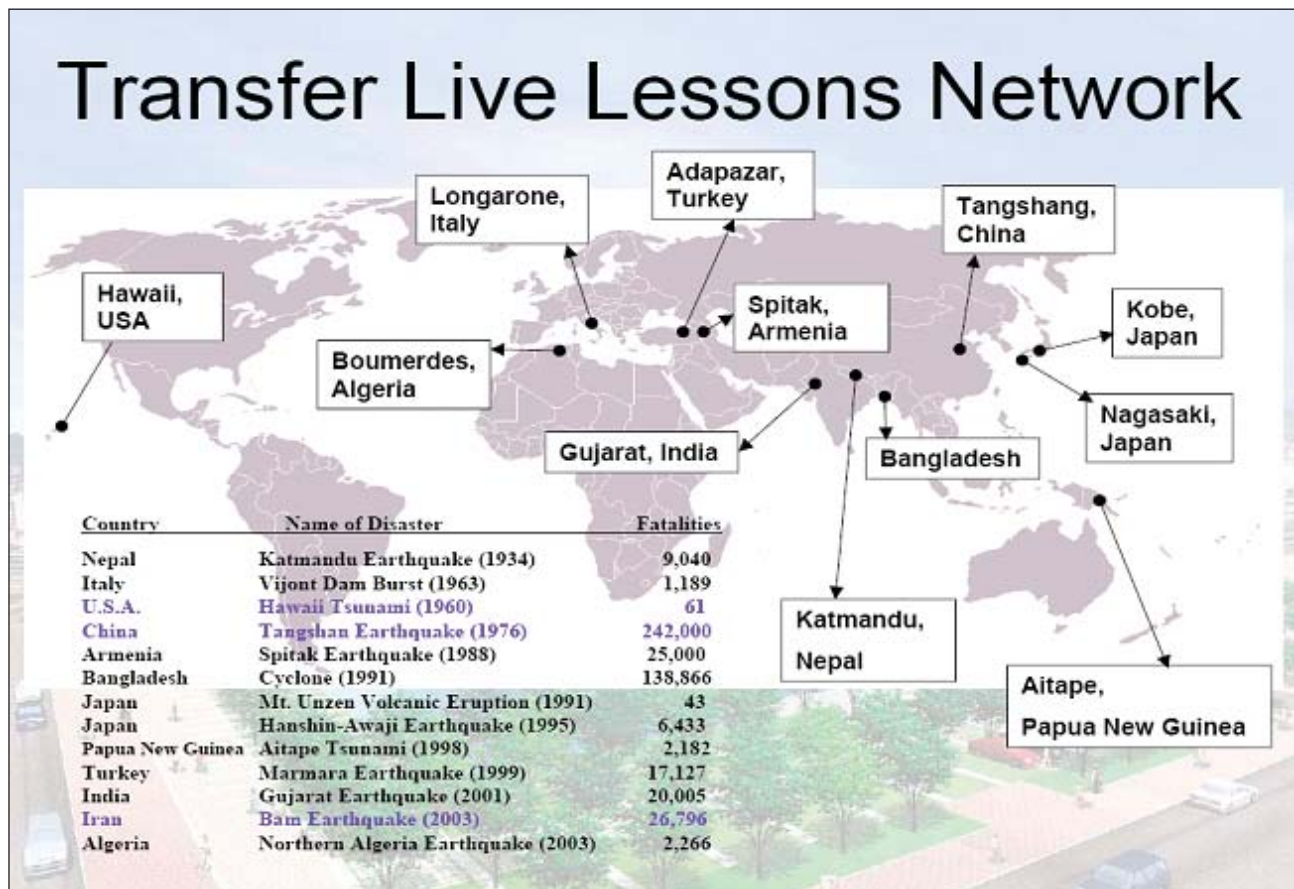 Transfer Live Lessons Network
Longarone,
Italy
Adapazar,
Turkey
Tangshang,
China
Hawaii,
USA
Spitak,
Armenia
Kobe,
Japan
Boumerdes,
Algeria
Nagasaki,
Japan
Gujarat, India
Bangladesh
Katmandu,
Nepal
Aitape,
Papua New Guinea
Country Name of Disaster Fatalities
Nepal Katmandu Earthquake (1934) 9,040
Italy Vijont Dam Burst (1963) 1,189
U.S.A. Hawaii Tsunami (1960) 61
China Tangshan Earthquake (1976) 242,000
Armenia Spitak Earthquake (1988) 25,000
Bangladesh Cyclone (1991) 138,866
Japan Mt. Unzen Volcanic Eruption (1991) 43
Japan Hanshin-Awaji Earthquake (1995) 6,433
Papua New Guinea Aitape Tsunami (1998) 2,182
Turkey Marmara Earthquake (1999) 17,127
India Gujarat Earthquake (2001) 20,005
Iran Bam Earthquake (2003) 26,796
Algeria Northern Algeria Earthquake (2003) 2,266